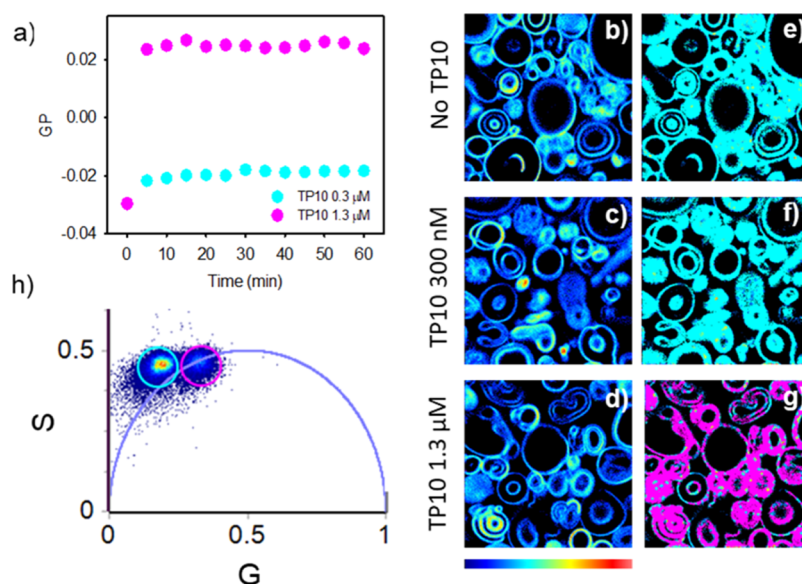 a)
GP
0.02
0.00
-0.02
-0.04
TP10 0.3 µM
TP10 1.3 µM
0 10 20 30 40 50 60
Time (min)
h)
S
0.5
0
0 0.5 1
G
No TP10
b)
e)
TP10 300 nM
c)
f)
TP10 1.3 µM
d)
g)